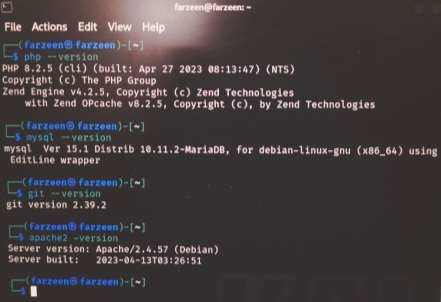 farzeen@farzeen: ~
File Actions Edit View Help
┌──(farzeen㉿farzeen)-[~]
└─$ php --version
PHP 8.2.5 (cli) (built: Apr 27 2023 08:13:47) (NTS)
Copyright (c) The PHP Group
Zend Engine v4.2.5, Copyright (c) Zend Technologies
with Zend OPcache v8.2.5, Copyright (c), by Zend Technologies
┌──(farzeen㉿farzeen)-[~]
└─$ mysql --version
mysql Ver 15.1 Distrib 10.11.2-MariaDB, for debian-linux-gnu (x86_64) using
EditLine wrapper
┌──(farzeen㉿farzeen)-[~]
└─$ git --version
git version 2.39.2
┌──(farzeen㉿farzeen)-[~]
└─$ apache2 -version
Server version: Apache/2.4.57 (Debian)
Server built: 2023-04-13T03:26:51
┌──(farzeen㉿farzeen)-[~]
└─$